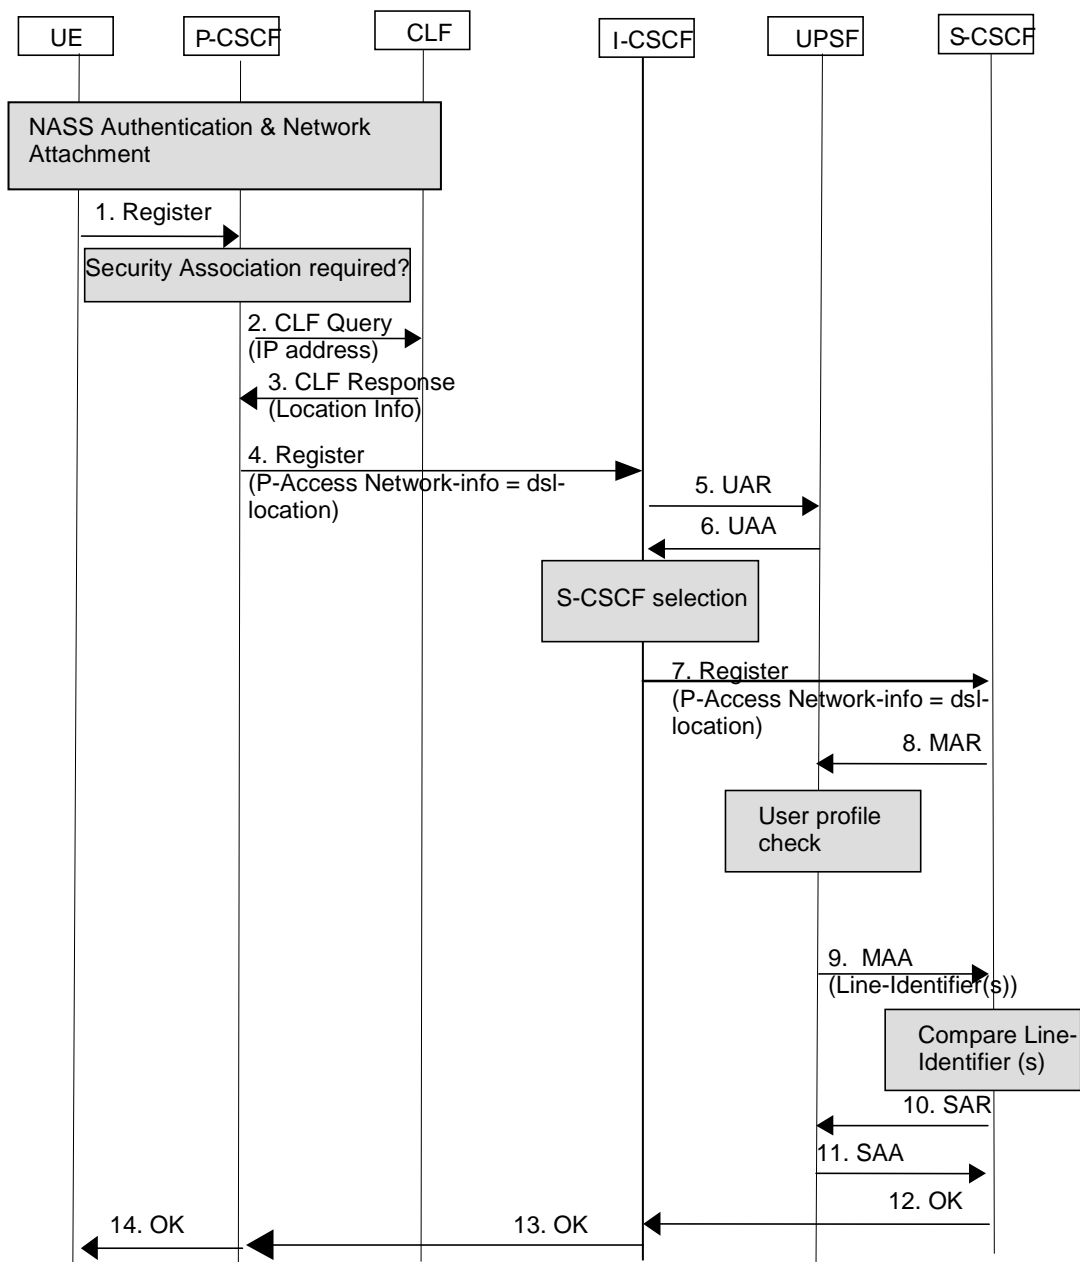 UE
P-CSCF
CLF
I-CSCF
UPSF
S-CSCF
NASS Authentication & Network
Attachment
1. Register
Security Association required?
2. CLF Query
(IP address)
3. CLF Response
(Location Info)
4. Register
(P-Access Network-info = dsl-
location)
5. UAR
6. UAA
S-CSCF selection
7. Register
(P-Access Network-info = dsl-
location)
8. MAR
User profile
check
9. MAA
(Line-Identifier(s))
Compare Line-
Identifier (s)
10. SAR
11. SAA
12. OK
13. OK
14. OK